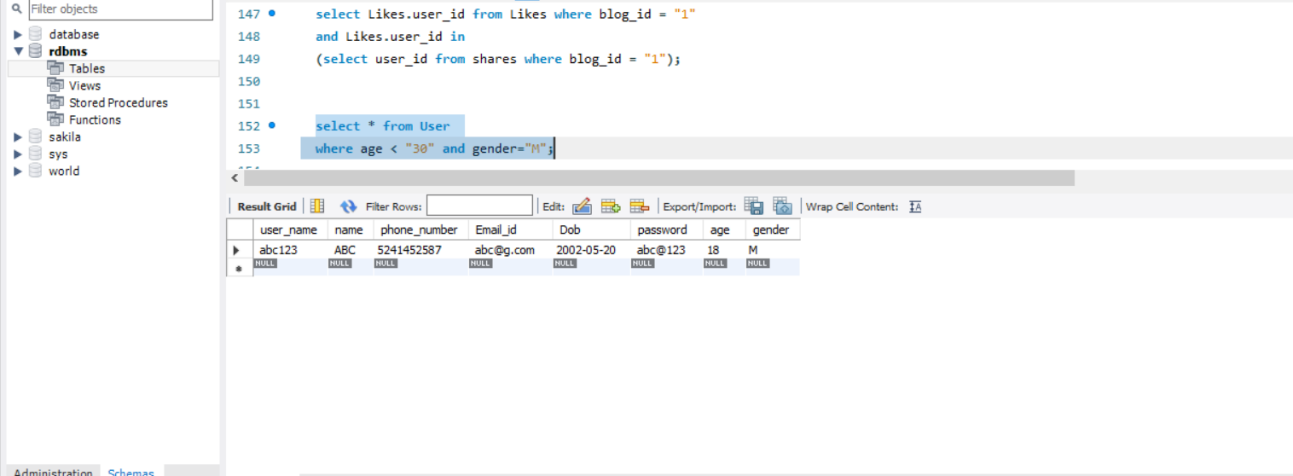 Filter objects
database
rdbms
Tables
Views
Stored Procedures
Functions
sakila
sys
world
Administration Schemas
147 select Likes.user_id from Likes where blog_id = "1"
148 and Likes.user_id in
149 (select user_id from shares where blog_id = "1");
150
151
152 select * from User
153 where age < "30" and gender="M";
154
Result Grid Filter Rows: Edit: Export/Import: Wrap Cell Content:
user_name name phone_number Email_id Dob password age gender
abc123 ABC 5241452587 abc@g.com 2002-05-20 abc@123 18 M
NULL NULL NULL NULL NULL NULL NULL NULL